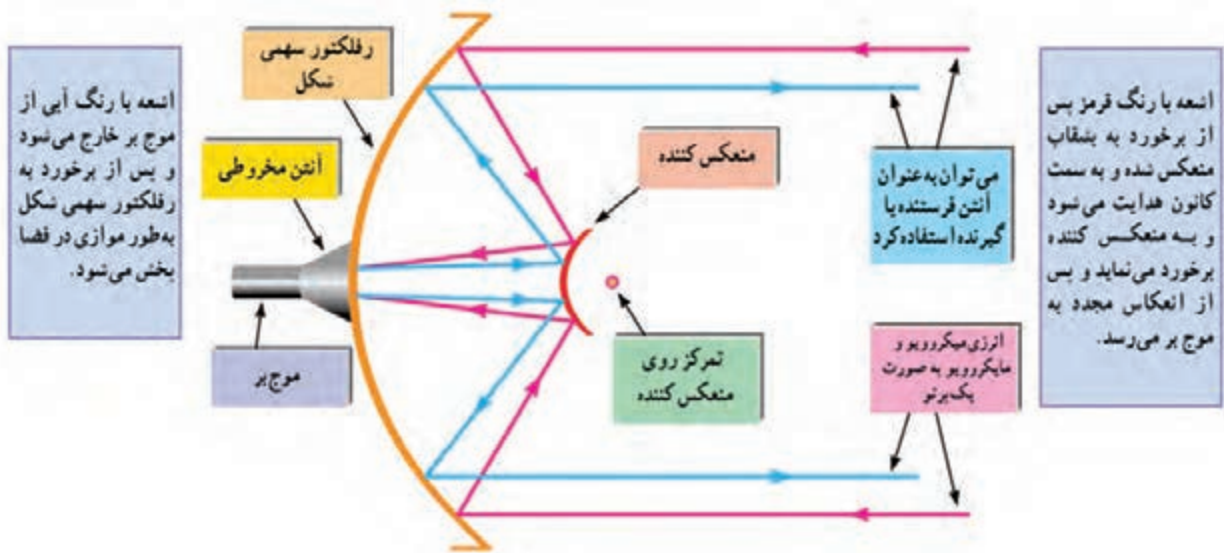 اشعه با رنگ قرمز پس
از برخورد به بشقاب
منعکس شده و به سمت
کانون هدایت می‌شود
و به منعکس کننده
برخورد می‌نماید و پس
از انعکاس مجدد به
موج بر می‌رسد.
می‌توان به‌عنوان
آنتن فرستنده یا
گیرنده استفاده کرد
انرژی میکروویو و
مایکروویو به صورت
یک پرتو
منعکس کننده
تمرکز روی
منعکس کننده
رفلکتور سهمی
شکل
آنتن مخروطی
موج‌بر
اشعه با رنگ آبی از
موج بر خارج می‌شود
و پس از برخورد به
رفلکتور سهمی شکل
به‌طور موازی در فضا
پخش می‌شود.